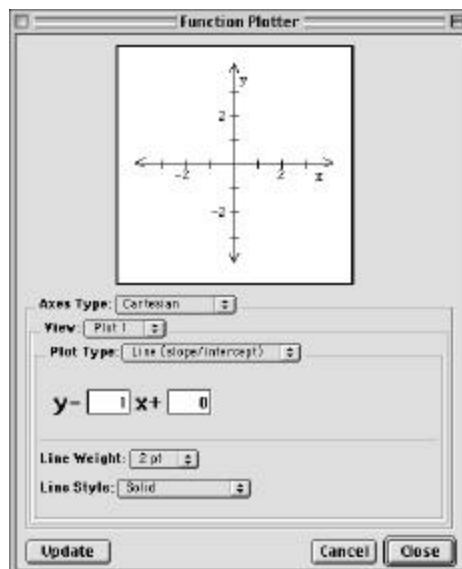 Function Plotter
y
2
-2
2
x
-2
Axes Type: Cartesian
View: Plot 1
Plot Type: Line (slope/intercept)
y= 1 x+ 0
Line Weight: 2 pt
Line Style: Solid
Update
Cancel
Close